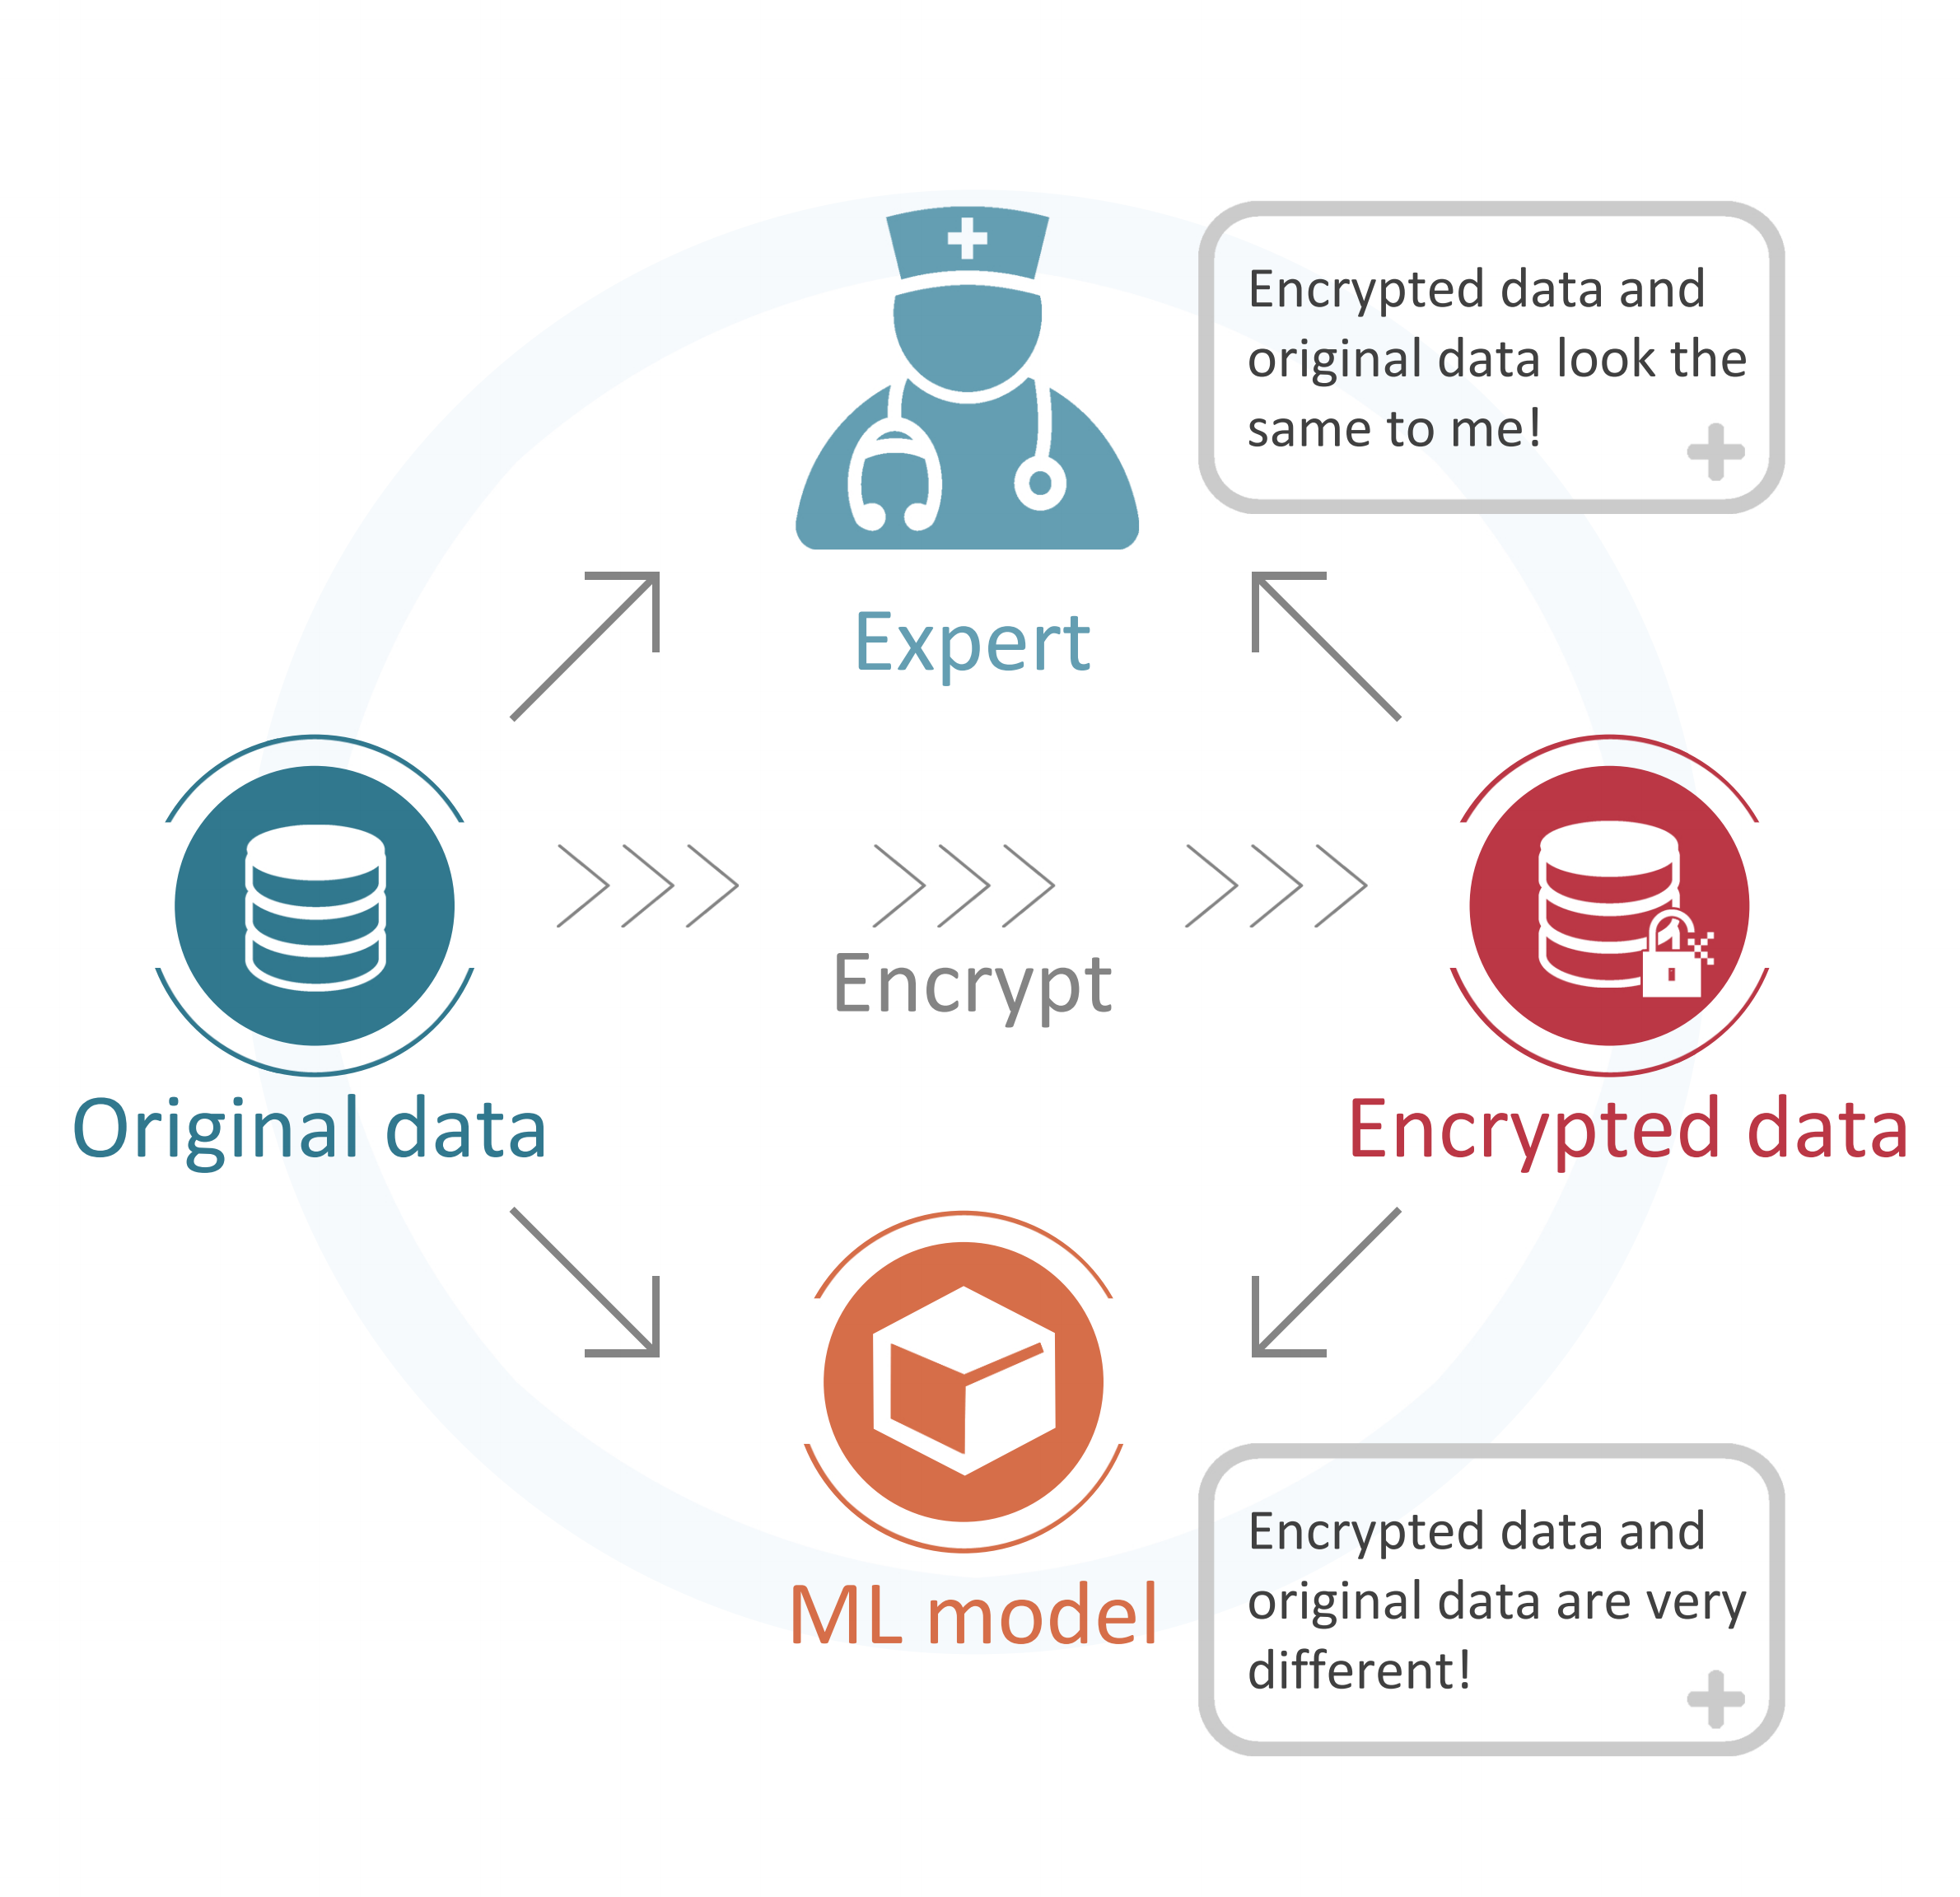 Encrypted data and
original data look the
same to me!
Expert
Encrypt
Original data
Encrypted data
ML model
Encrypted data and
original data are very
different!